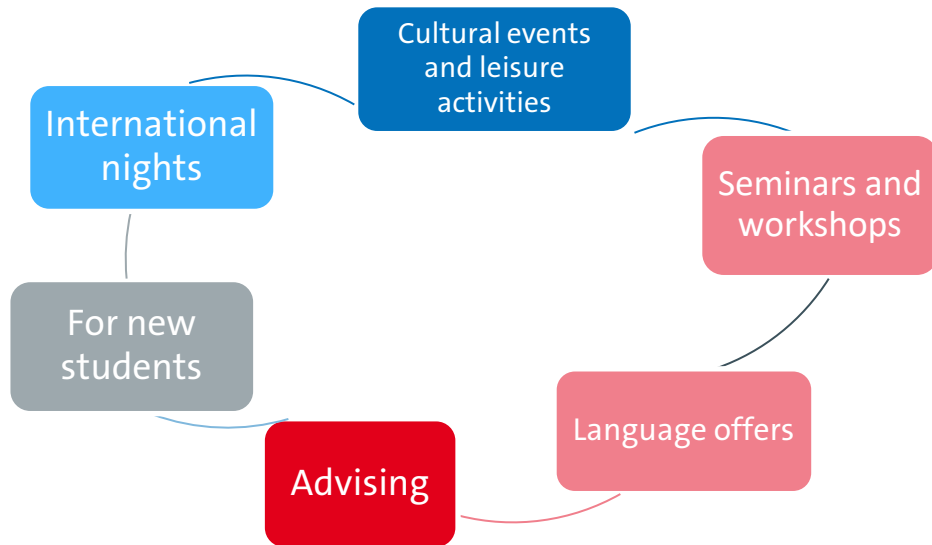 Cultural events
and leisure
activities
International
nights
Seminars and
workshops
For new
students
Language offers
Advising